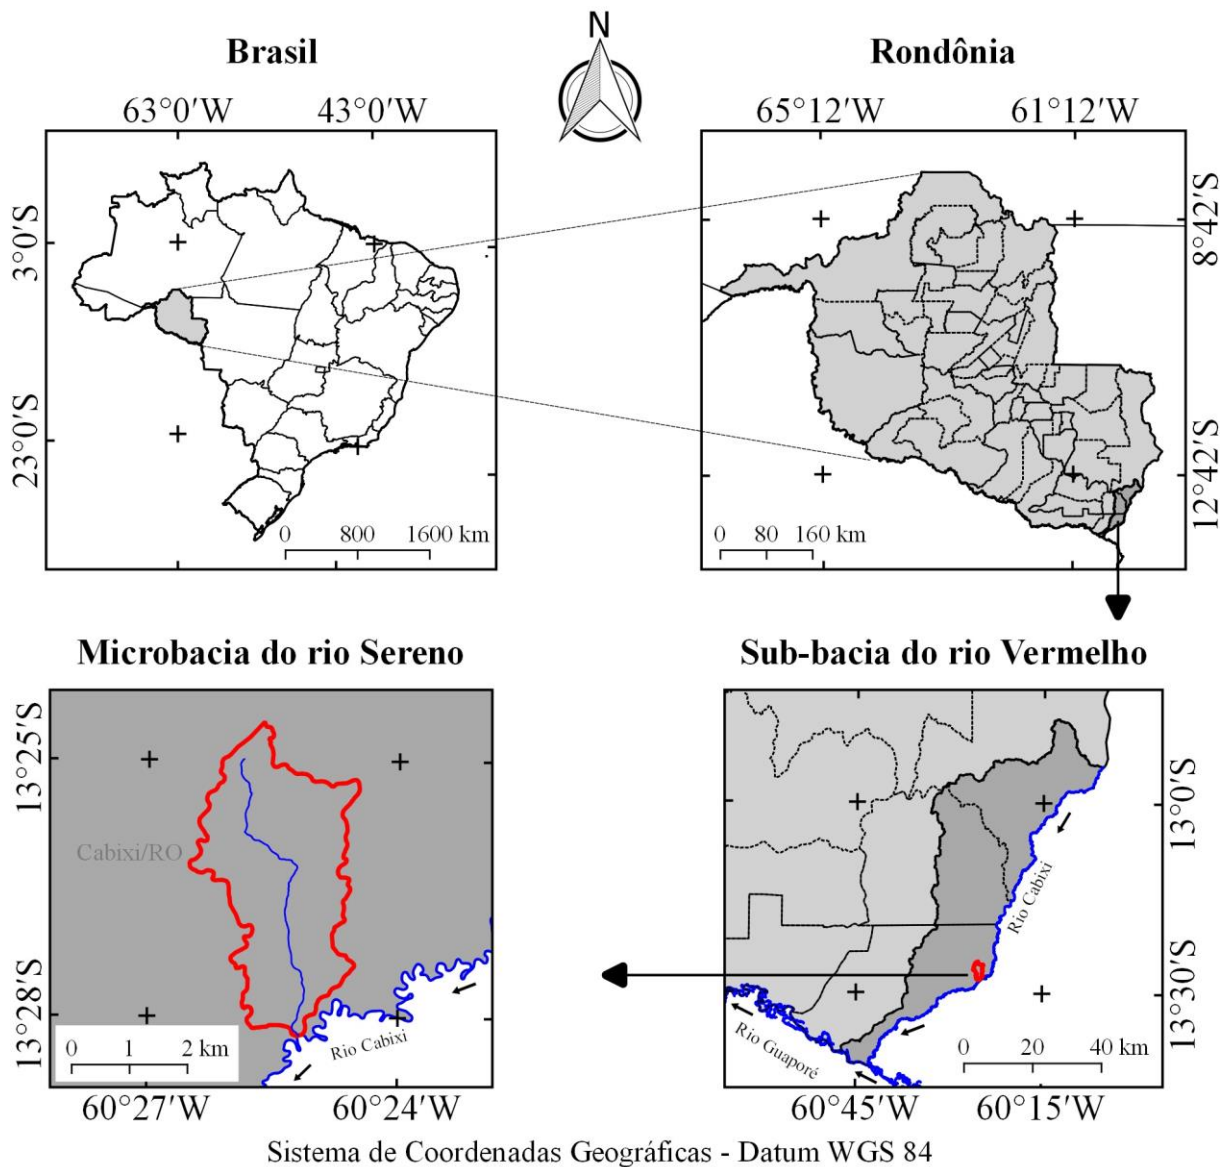 N
Brasil
63°0'W 43°0'W
3°0'S
23°0'S
0 800 1600 km
Rondônia
65°12'W 61°12'W
8°42'S
12°42'S
0 80 160 km
Microbacia do rio Sereno
13°25'S
13°28'S
Cabixi/RO
Rio Cabixi
0 1 2 km
60°27'W 60°24'W
Sub-bacia do rio Vermelho
13°0'S
13°30'S
Rio Cabixi
Rio Guaporé
0 20 40 km
60°45'W 60°15'W
Sistema de Coordenadas Geográficas - Datum WGS 84